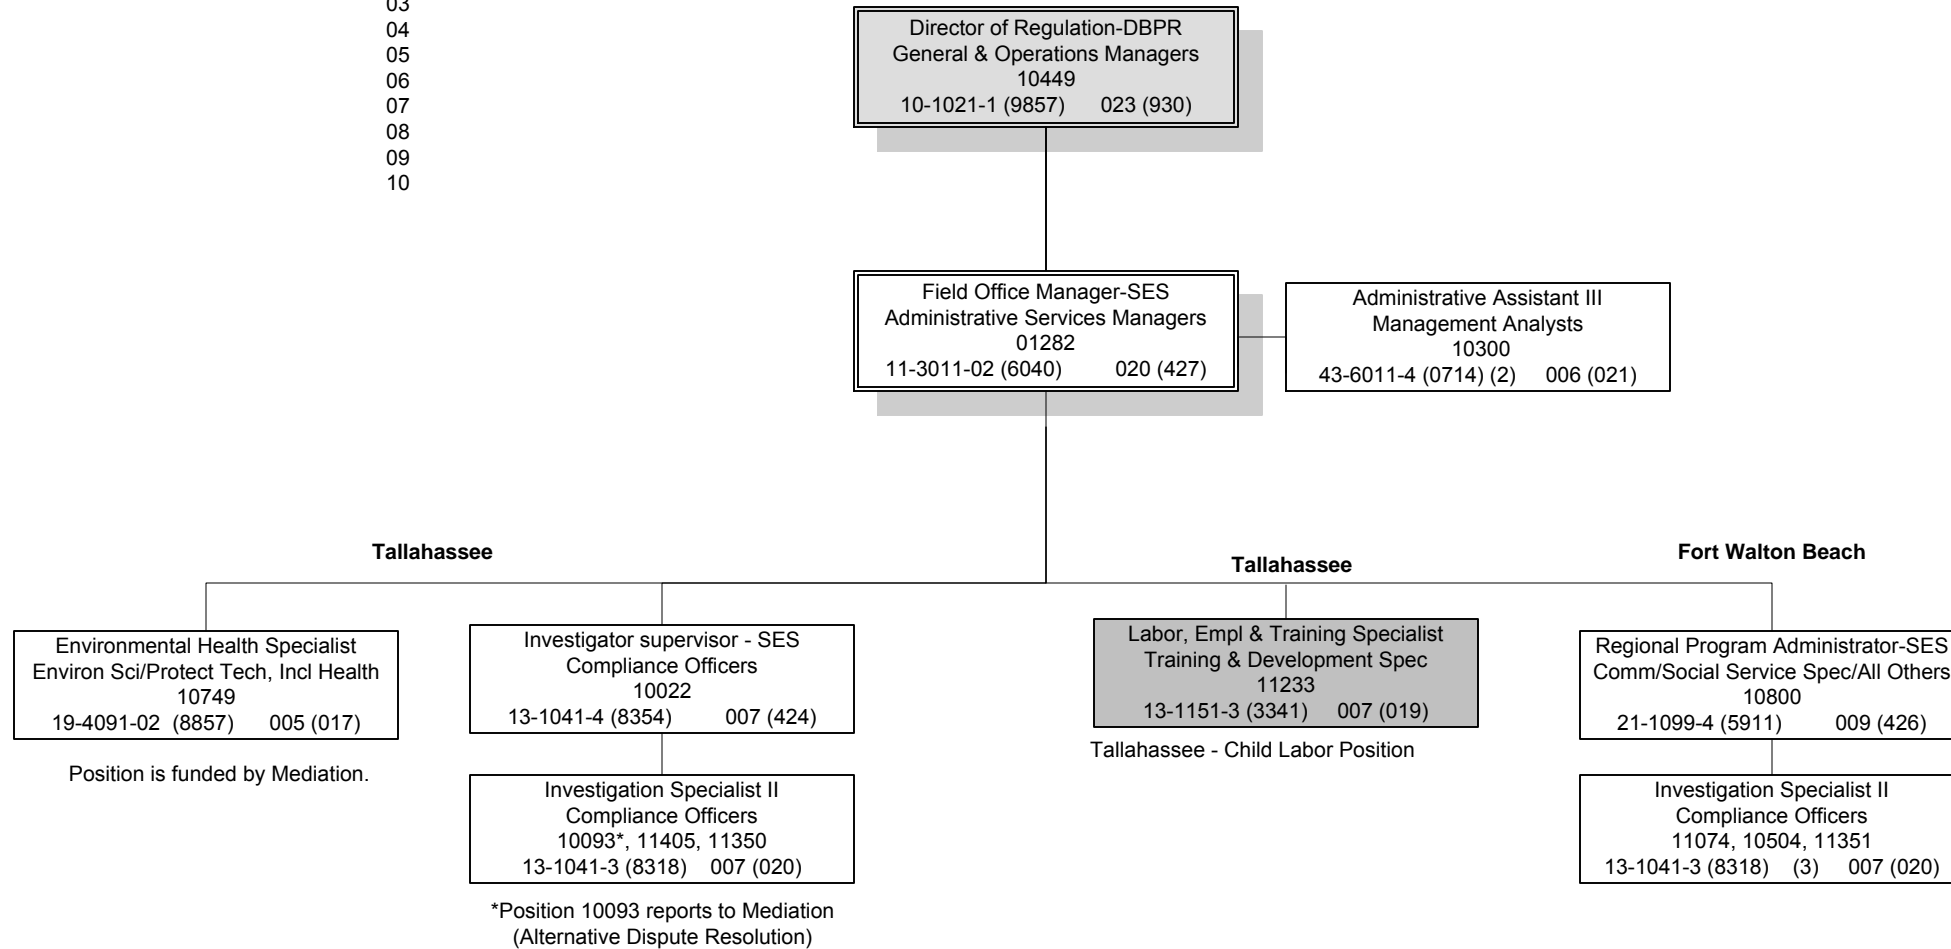 03
04
05
06
07
08
09
10
Director of Regulation-DBPR
General & Operations Managers
10449
10-1021-1 (9857) 023 (930)
Field Office Manager-SES
Administrative Services Managers
01282
11-3011-02 (6040) 020 (427)
Administrative Assistant III
Management Analysts
10300
43-6011-4 (0714) (2) 006 (021)
Tallahassee
Environmental Health Specialist
Environ Sci/Protect Tech, Incl Health
10749
19-4091-02 (8857) 005 (017)
Position is funded by Mediation.
Investigator supervisor - SES
Compliance Officers
10022
13-1041-4 (8354) 007 (424)
Investigation Specialist II
Compliance Officers
10093*, 11405, 11350
13-1041-3 (8318) 007 (020)
*Position 10093 reports to Mediation
(Alternative Dispute Resolution)
Tallahassee
Labor, Empl & Training Specialist
Training & Development Spec
11233
13-1151-3 (3341) 007 (019)
Tallahassee - Child Labor Position
Fort Walton Beach
Regional Program Administrator-SES
Comm/Social Service Spec/All Others
10800
21-1099-4 (5911) 009 (426)
Investigation Specialist II
Compliance Officers
11074, 10504, 11351
13-1041-3 (8318) (3) 007 (020)